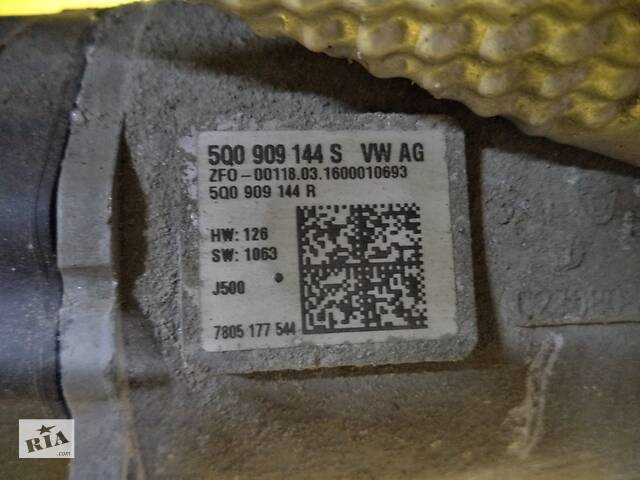 5Q0 909 144 S VW AG
ZFO-00118.03.1600010693
5Q0 909 144 R
HW: 126
SW: 1063
J500
7805 177 544
RIA
.com